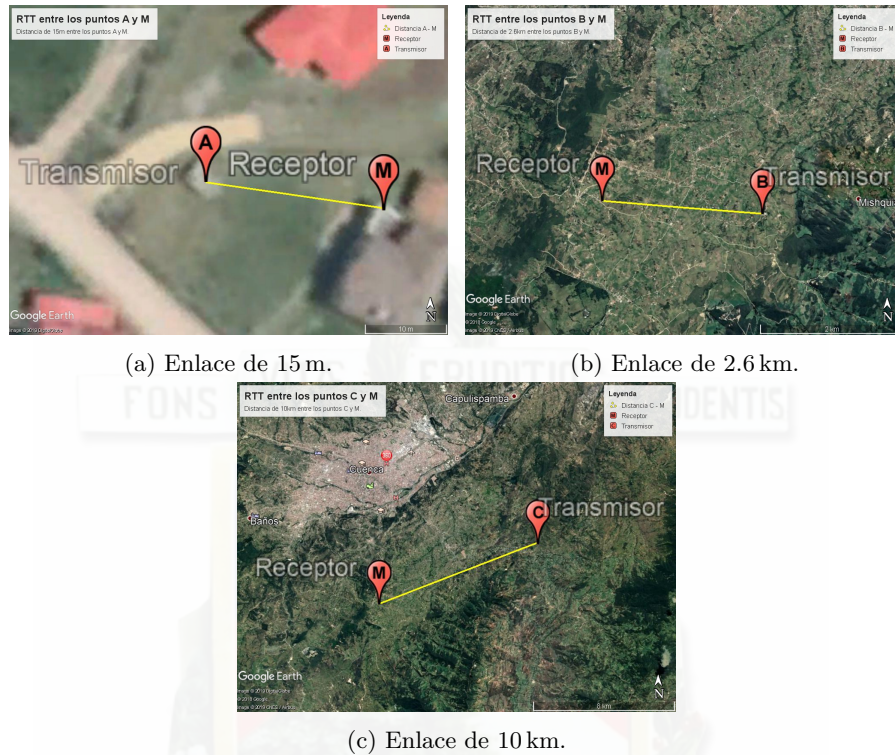 RTT entre los puntos A y M
Distancia de 15m entre los puntos A y M.
Leyenda
Distancia A - M
Receptor
Transmisor
A
M
Transmisor
Receptor
Google Earth
10 m
N
(a) Enlace de 15 m.
RTT entre los puntos B y M
Distancia de 2.6km entre los puntos B y M.
Leyenda
Distancia B - M
Receptor
Transmisor
Receptor
M
B
Transmisor
Mishqui
Google Earth
2 km
N
(b) Enlace de 2.6 km.
RTT entre los puntos C y M
Distancia de 10km entre los puntos C y M.
Leyenda
Distancia C - M
Receptor
Transmisor
Capulispamba
Cuenca
Baños
C
Transmisor
Receptor
M
Google Earth
N
(c) Enlace de 10 km.
FONS